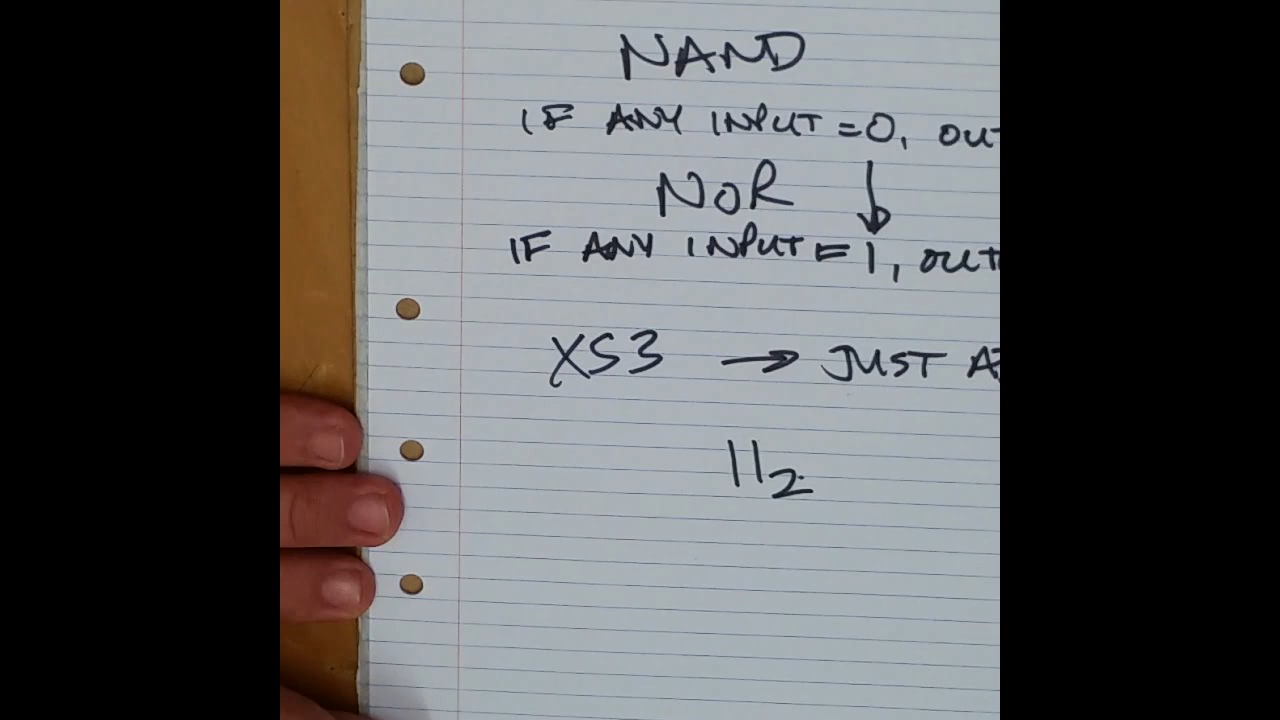 NAND
IF ANY INPUT =0, OUT
NOR
IF ANY INPUT = 1, OUT
XS3 → JUST
11₂